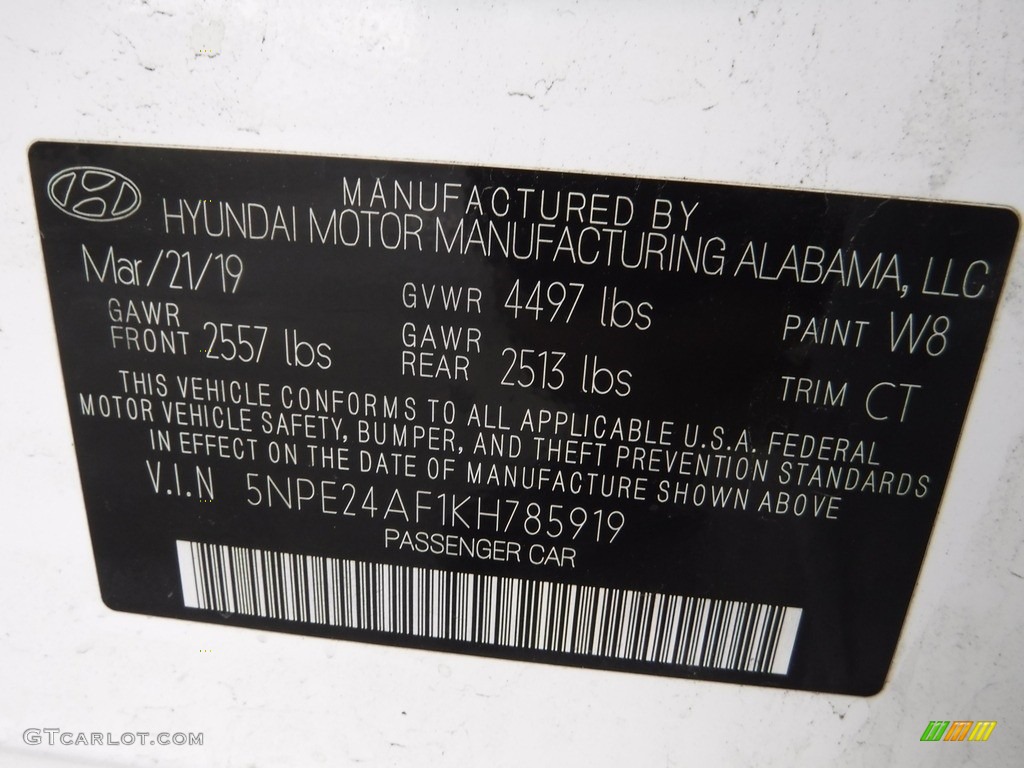 MANUFACTURED BY
HYUNDAI MOTOR MANUFACTURING ALABAMA, LLC
Mar/21/19
GVWR 4497 lbs
PAINT W8
GAWR
FRONT 2557 lbs
GAWR
REAR 2513 lbs
TRIM CT
THIS VEHICLE CONFORMS TO ALL APPLICABLE U.S.A. FEDERAL
MOTOR VEHICLE SAFETY, BUMPER, AND THEFT PREVENTION STANDARDS
IN EFFECT ON THE DATE OF MANUFACTURE SHOWN ABOVE
V.I.N 5NPE24AF1KH785919
PASSENGER CAR
GTcarlot.com